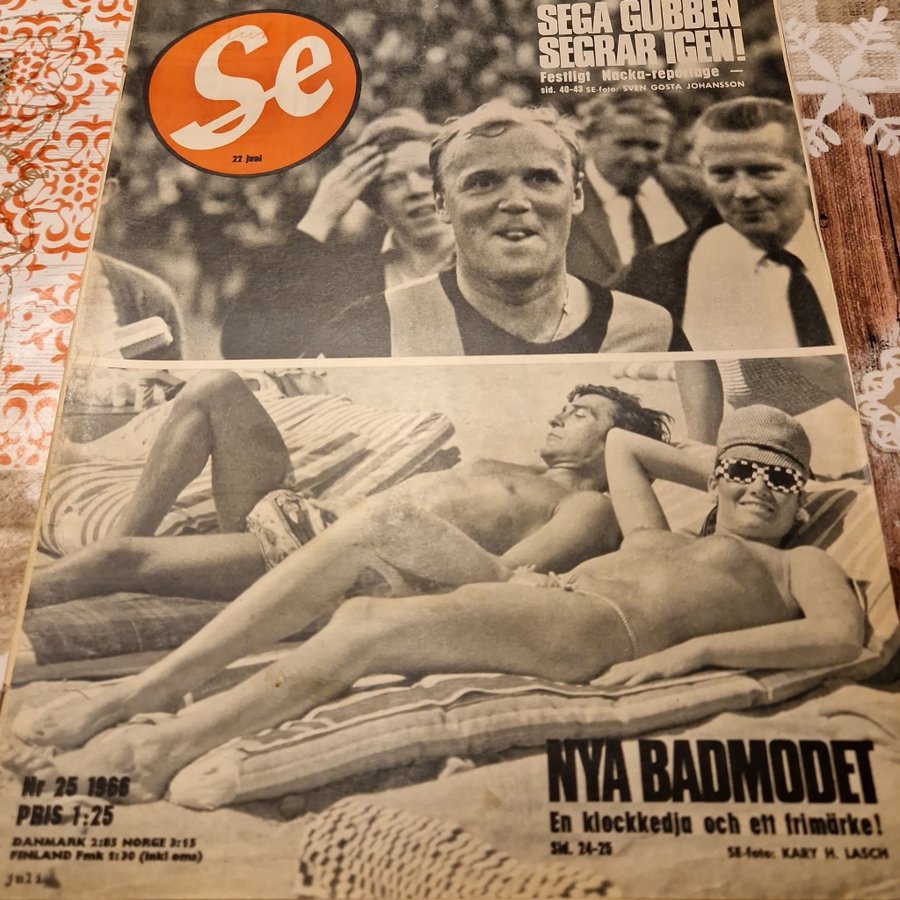 Se
22 juni
SEGA GUBBEN
SEGRAR IGEN!
Festligt Nacka-reportage —
sid. 40-43 SE-foto: SVEN GÖSTA JOHANSSON
NYA BADMODET
En klockkedja och ett frimärke!
Sid. 24-25 SE-foto: KARY H. LASCH
Nr 25 1966
PRIS 1:25
DANMARK 2:85 NORGE 3:15
FINLAND Fmk 1:30 (inkl oms)
juli